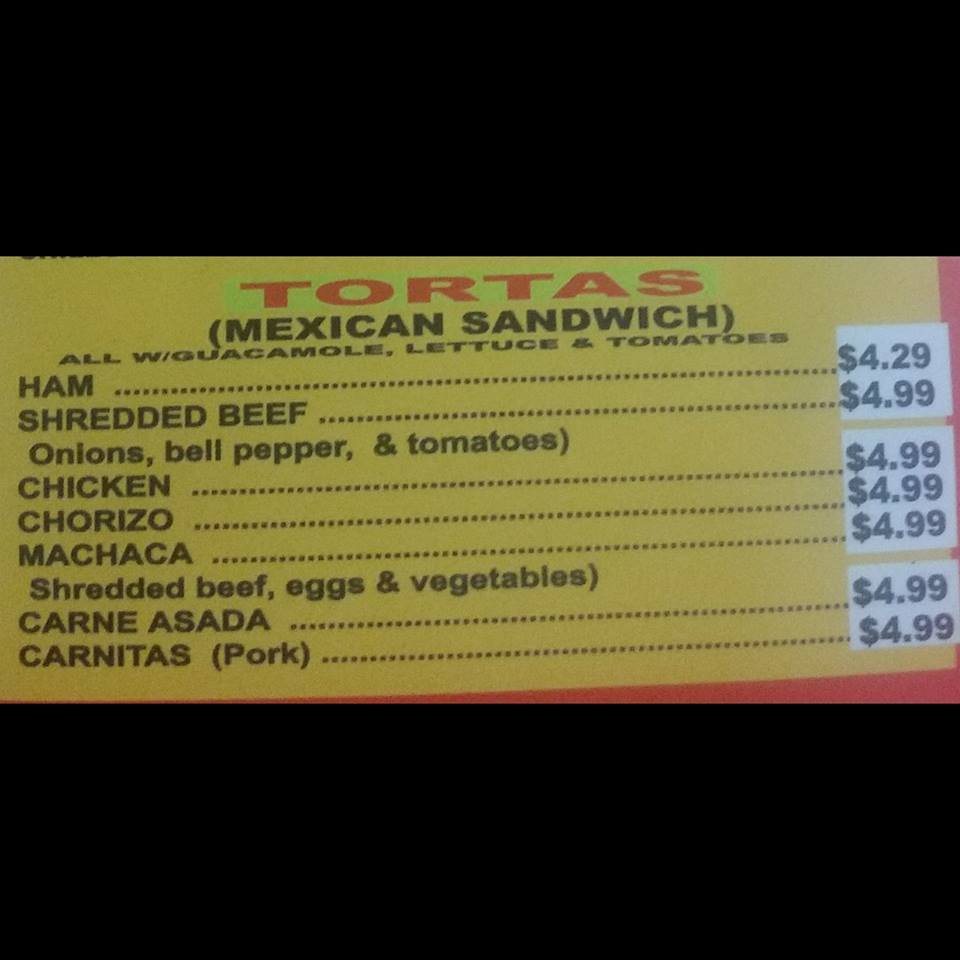 TORTAS
(MEXICAN SANDWICH)
ALL W/GUACAMOLE, LETTUCE & TOMATOES
HAM ........................................ $4.29
SHREDDED BEEF ........................................ $4.99
Onions, bell pepper, & tomatoes)
CHICKEN ........................................ $4.99
CHORIZO ........................................ $4.99
MACHACA ........................................ $4.99
Shredded beef, eggs & vegetables)
CARNE ASADA ........................................ $4.99
CARNITAS (Pork) ........................................ $4.99